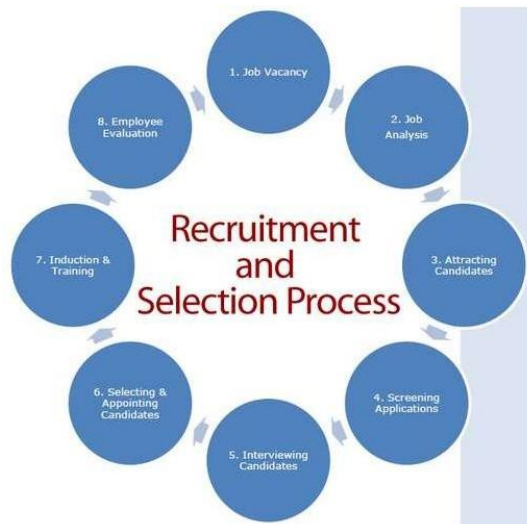 1. Job Vacancy
2. Job
Analysis
3. Attracting
Candidates
4. Screening
Applications
5. Interviewing
Candidates
6. Selecting &
Appointing
Candidates
7. Induction &
Training
8. Employee
Evaluation
Recruitment
and
Selection Process